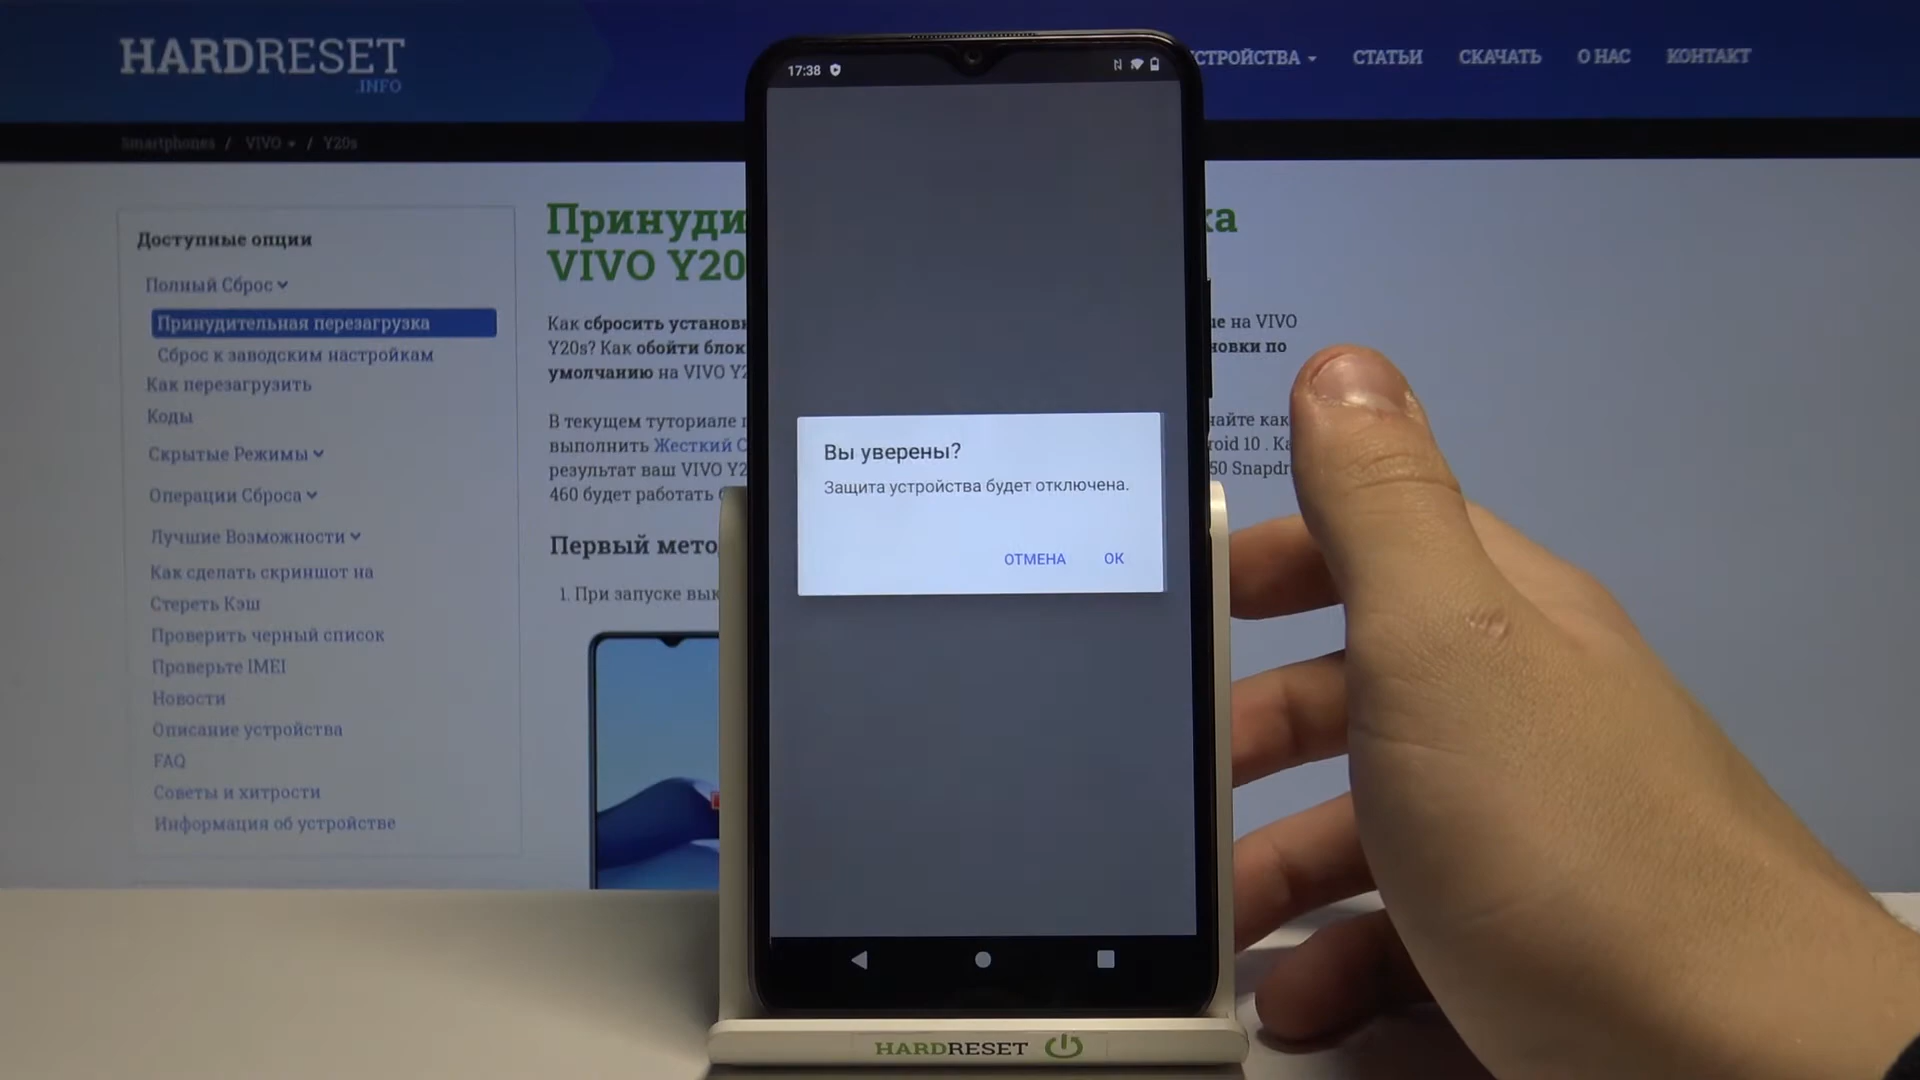 HARDRESET
.INFO
СТРОЙСТВА
СТАТЬИ
СКАЧАТЬ
О НАС
КОНТАКТ
Smartphones / VIVO / Y20s
Доступные опции
Полный Сброс
Принудительная перезагрузка
Сброс к заводским настройкам
Как перезагрузить
Коды
Скрытые Режимы
Операции Сброса
Лучшие Возможности
Как сделать скриншот на
Стереть Кэш
Проверить черный список
Проверьте IMEI
Новости
Описание устройства
FAQ
Советы и хитрости
Информация об устройстве
Принуди ка
VIVO Y20
Как сбросить установ ые на VIVO
Y20s? Как обойти блок новки по
умолчанию на VIVO Y2
В текущем туториале найте как
выполнить Жесткий С roid 10 . Ка
результат ваш VIVO Y2 50 Snapdr
460 будет работать
Первый мето
1. При запуске вык
17:38
Вы уверены?
Защита устройства будет отключена.
ОТМЕНА ОК
HARDRESET